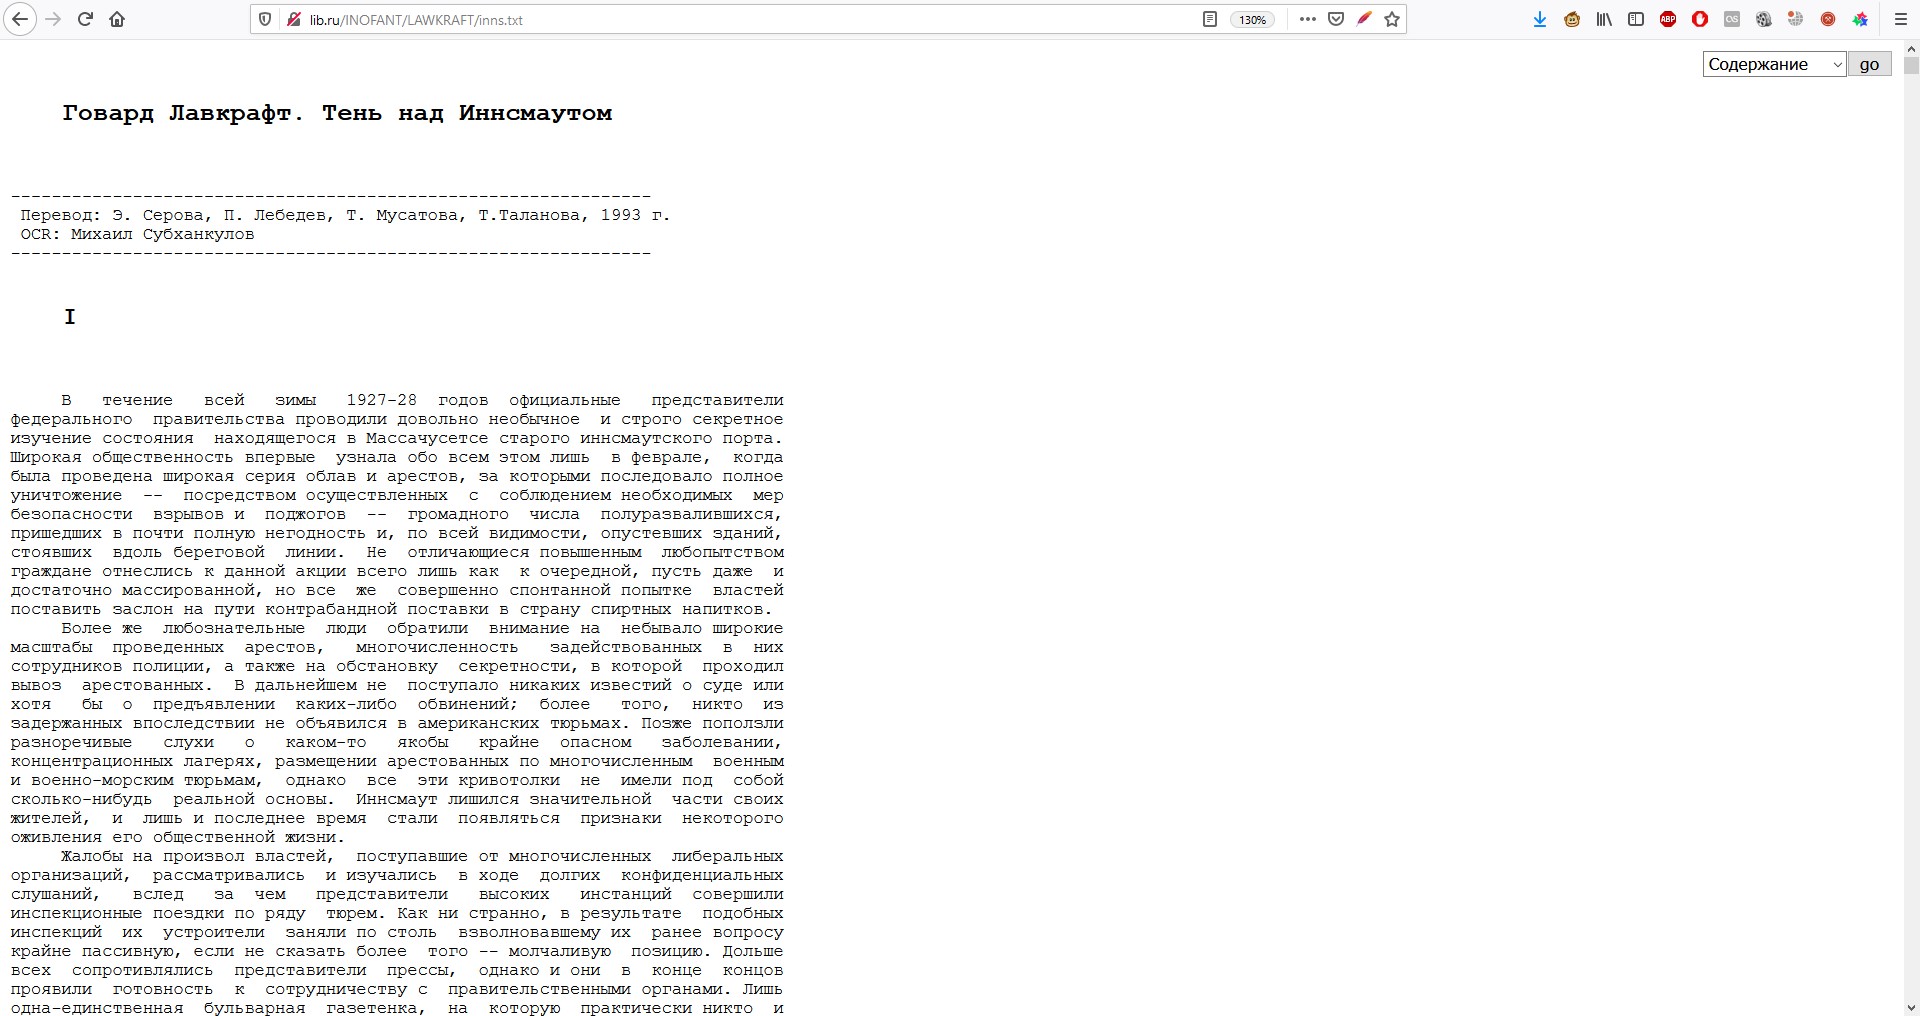 lib.ru/INOFANT/LAWKRAFT/inns.txt
130%
ABP
Содержание
go
Говард Лавкрафт. Тень над Иннсмаутом
---------------------------------------------------------------
Перевод: Э. Серова, П. Лебедев, Т. Мусатова, Т.Таланова, 1993 г.
OCR: Михаил Субханкулов
---------------------------------------------------------------
I
В течение всей зимы 1927-28 годов официальные представители
федерального правительства проводили довольно необычное и строго секретное
изучение состояния находящегося в Массачусетсе старого иннсмаутского порта.
Широкая общественность впервые узнала обо всем этом лишь в феврале, когда
была проведена широкая серия облав и арестов, за которыми последовало полное
уничтожение -- посредством осуществленных с соблюдением необходимых мер
безопасности взрывов и поджогов -- громадного числа полуразвалившихся,
пришедших в почти полную негодность и, по всей видимости, опустевших зданий,
стоявших вдоль береговой линии. Не отличающиеся повышенным любопытством
граждане отнеслись к данной акции всего лишь как к очередной, пусть даже и
достаточно массированной, но все же совершенно спонтанной попытке властей
поставить заслон на пути контрабандной поставки в страну спиртных напитков.
Более же любознательные люди обратили внимание на небывало широкие
масштабы проведенных арестов, многочисленность задействованных в них
сотрудников полиции, а также на обстановку секретности, в которой проходил
вывоз арестованных. В дальнейшем не поступало никаких известий о суде или
хотя бы о предъявлении каких-либо обвинений; более того, никто из
задержанных впоследствии не объявился в американских тюрьмах. Позже поползли
разноречивые слухи о каком-то якобы крайне опасном заболевании,
концентрационных лагерях, размещении арестованных по многочисленным военным
и военно-морским тюрьмам, однако все эти кривотолки не имели под собой
сколько-нибудь реальной основы. Иннсмаут лишился значительной части своих
жителей, и лишь и последнее время стали появляться признаки некоторого
оживления его общественной жизни.
Жалобы на произвол властей, поступавшие от многочисленных либеральных
организаций, рассматривались и изучались в ходе долгих конфиденциальных
слушаний, вслед за чем представители высоких инстанций совершили
инспекционные поездки по ряду тюрем. Как ни странно, в результате подобных
инспекций их устроители заняли по столь взволновавшему их ранее вопросу
крайне пассивную, если не сказать более того -- молчаливую позицию. Дольше
всех сопротивлялись представители прессы, однако и они в конце концов
проявили готовность к сотрудничеству с правительственными органами. Лишь
одна-единственная бульварная газетенка, на которую практически никто и